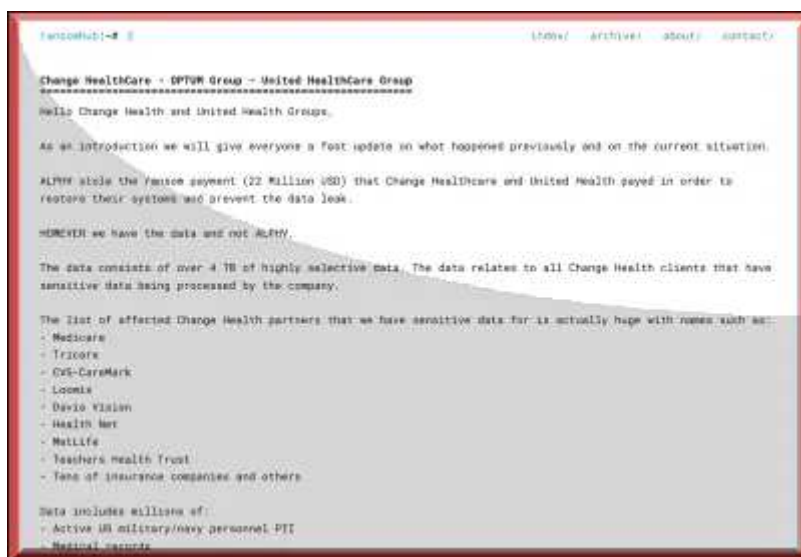 ransomhub:~#
index/ archive/ about/ contact/
Change HealthCare - OPTUM Group - United HealthCare Group
Hello Change Health and United Health Groups,
As an introduction we will give everyone a fast update on what happened previously and on the current situation.
ALPHV stole the ransom payment (22 Million USD) that Change Healthcare and United Health payed in order to
restore their systems and prevent the data leak.
HOWEVER we have the data and not ALPHV.
The data consists of over 4 TB of highly selective data. The data relates to all Change Health clients that have
sensitive data being processed by the company.
The list of affected Change Health partners that we have sensitive data for is actually huge with names such as:
- Medicare
- Tricare
- CVS-CareMark
- Loomis
- Davis Vision
- Health Net
- MetLife
- Teachers Health Trust
- Tens of insurance companies and others
Data includes millions of:
- Active US military/navy personnel PII
- Medical records